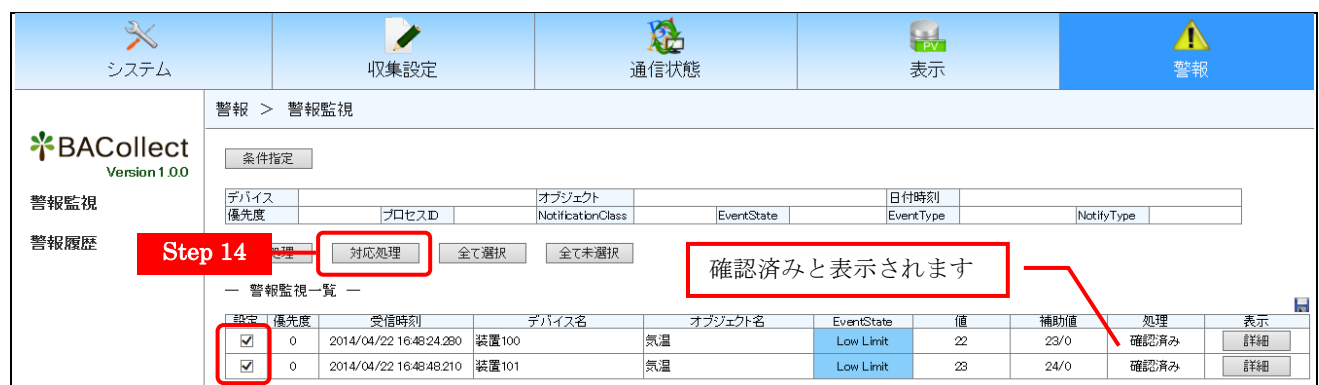 システム 収集設定 通信状態 表示 警報
PV
警報 > 警報監視
BACollect
Version 1.0.0
条件指定
警報監視
デバイス オブジェクト 日付時刻
優先度 プロセスID NotificationClass EventState EventType NotifyType
警報履歴
Step 14 処理 対応処理 全て選択 全て未選択
確認済みと表示されます
― 警報監視一覧 ―
設定 優先度 受信時刻 デバイス名 オブジェクト名 EventState 値 補助値 処理 表示
0 2014/04/22 16:48:24.280 装置100 気温 Low Limit 22 23/0 確認済み 詳細
0 2014/04/22 16:48:48.210 装置101 気温 Low Limit 23 24/0 確認済み 詳細